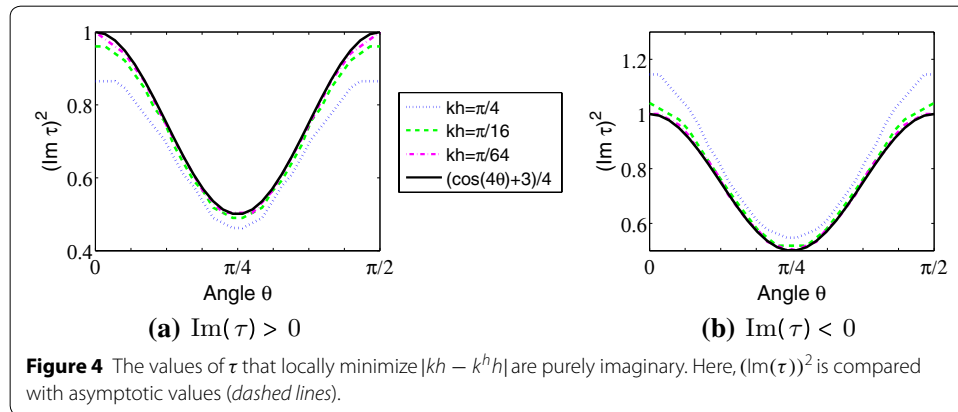 1
0.8
0.6
0.4
(Im τ)²
0
π/4
π/2
Angle θ
(a) Im(τ) > 0
kh=π/4
kh=π/16
kh=π/64
(cos(4θ)+3)/4
1.2
1
0.8
0.6
(Im τ)²
0
π/4
π/2
Angle θ
(b) Im(τ) < 0
Figure 4 The values of τ that locally minimize |kh − kʰh| are purely imaginary. Here, (Im(τ))² is compared
with asymptotic values (dashed lines).